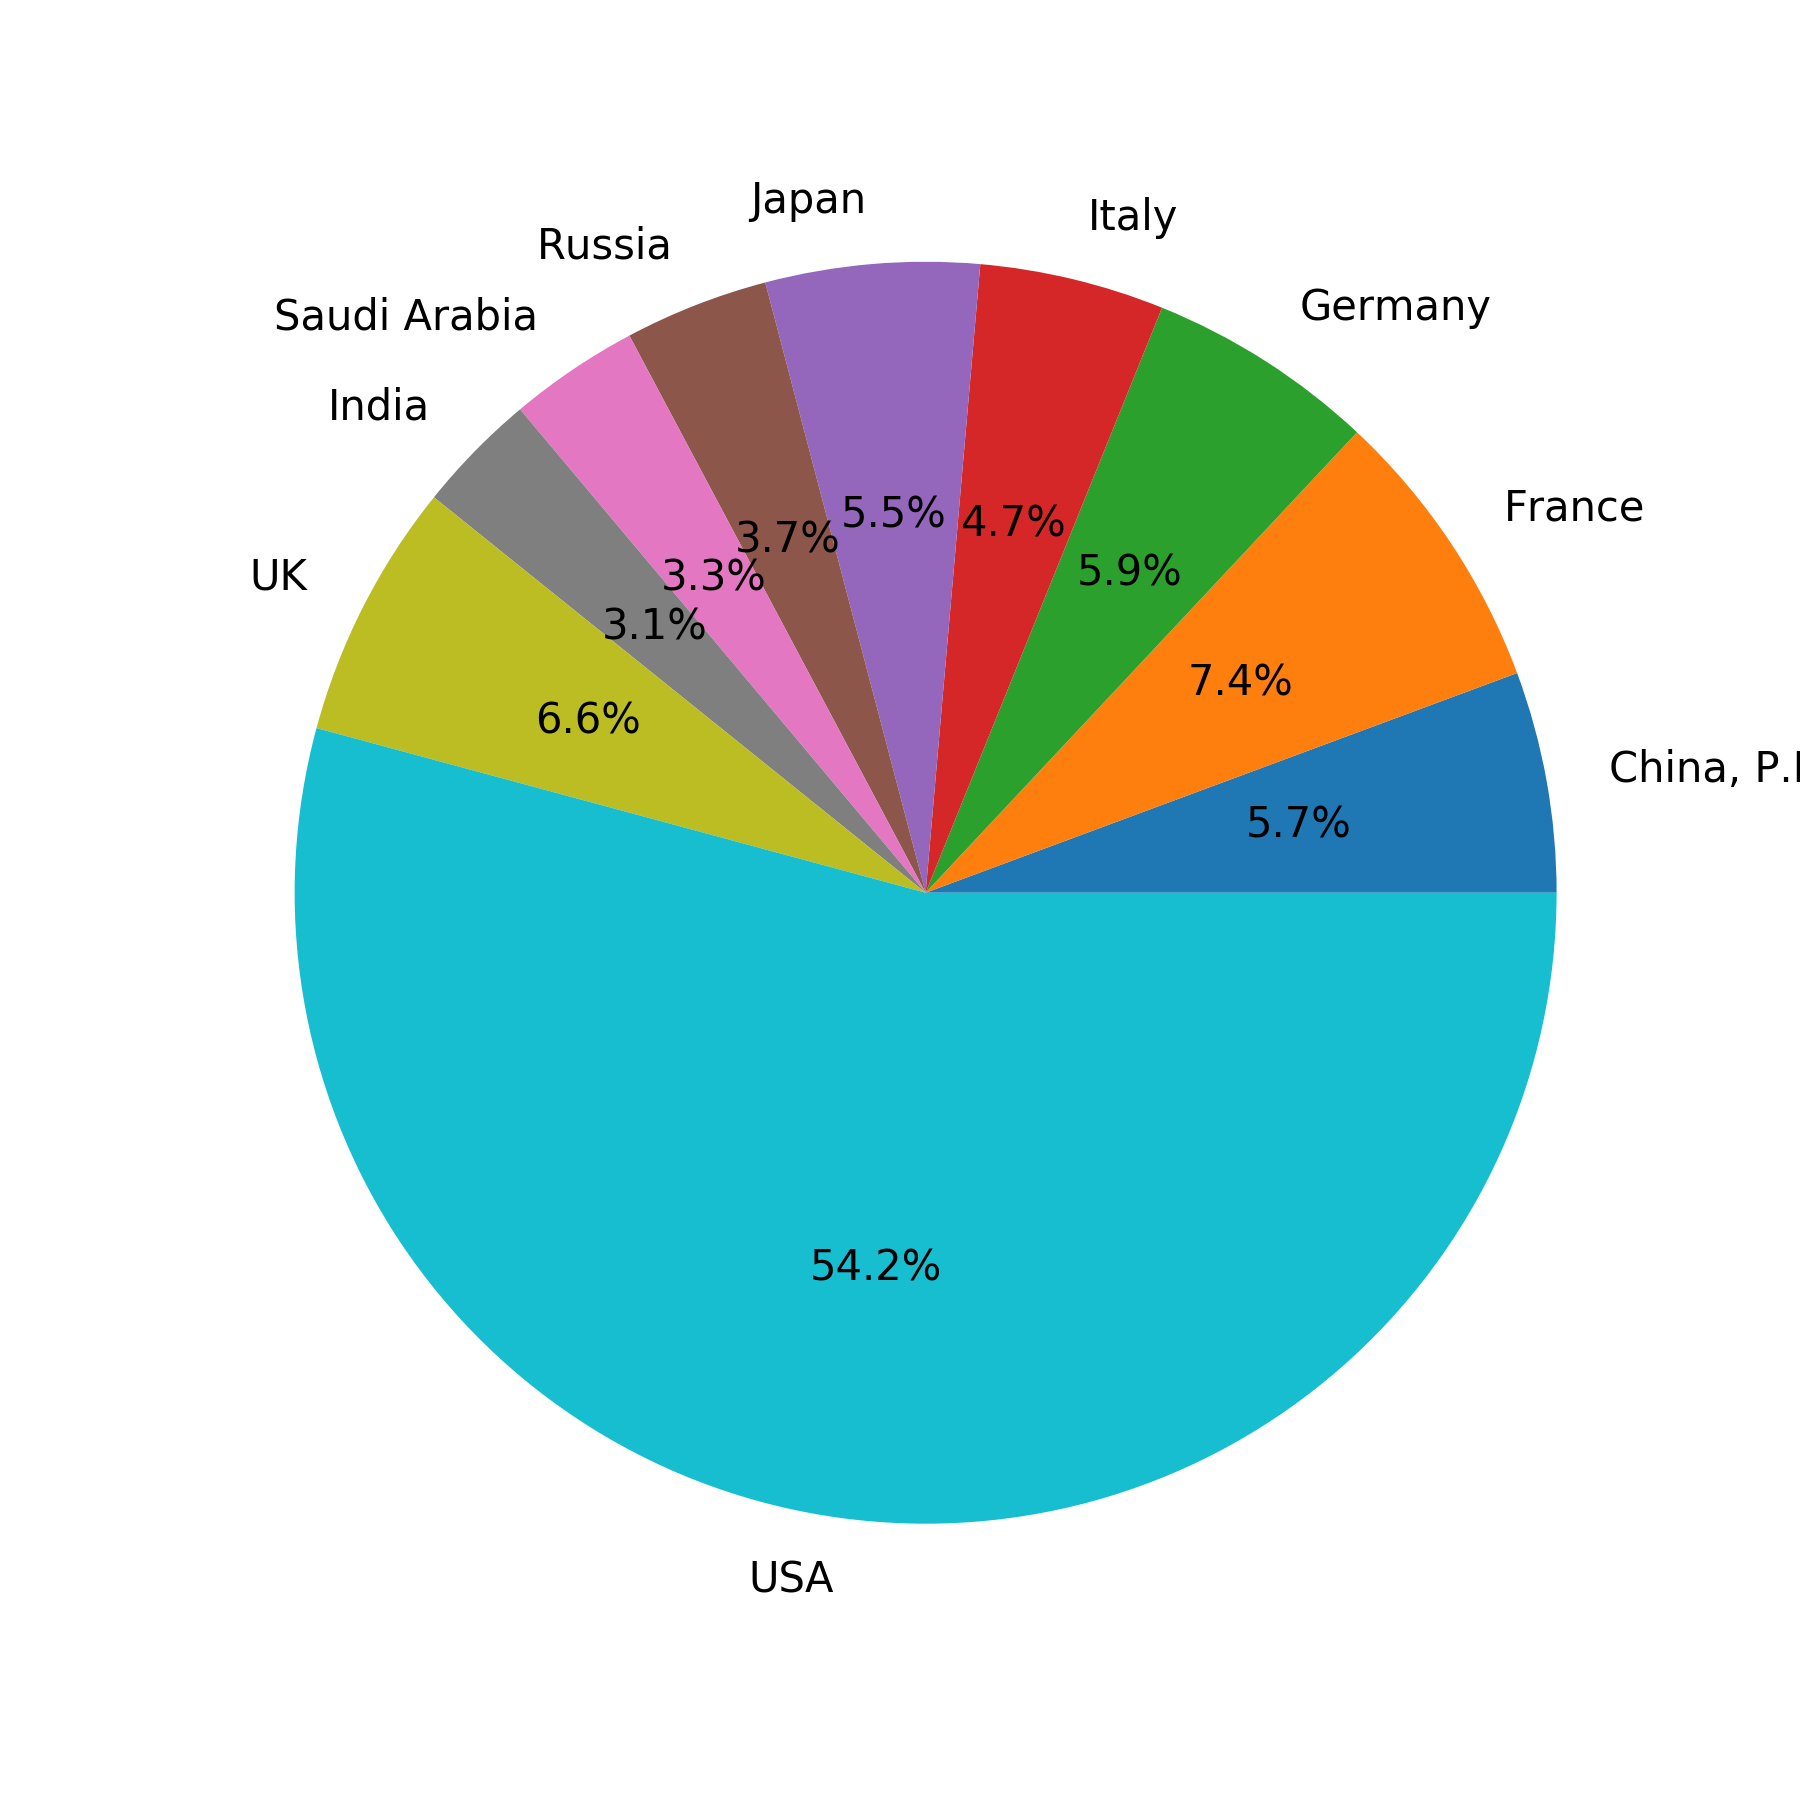 Japan
Italy
Russia
Germany
Saudi Arabia
India
France
5.5%
4.7%
3.7%
5.9%
UK
3.3%
3.1%
7.4%
6.6%
China,
5.7%
54.2%
USA